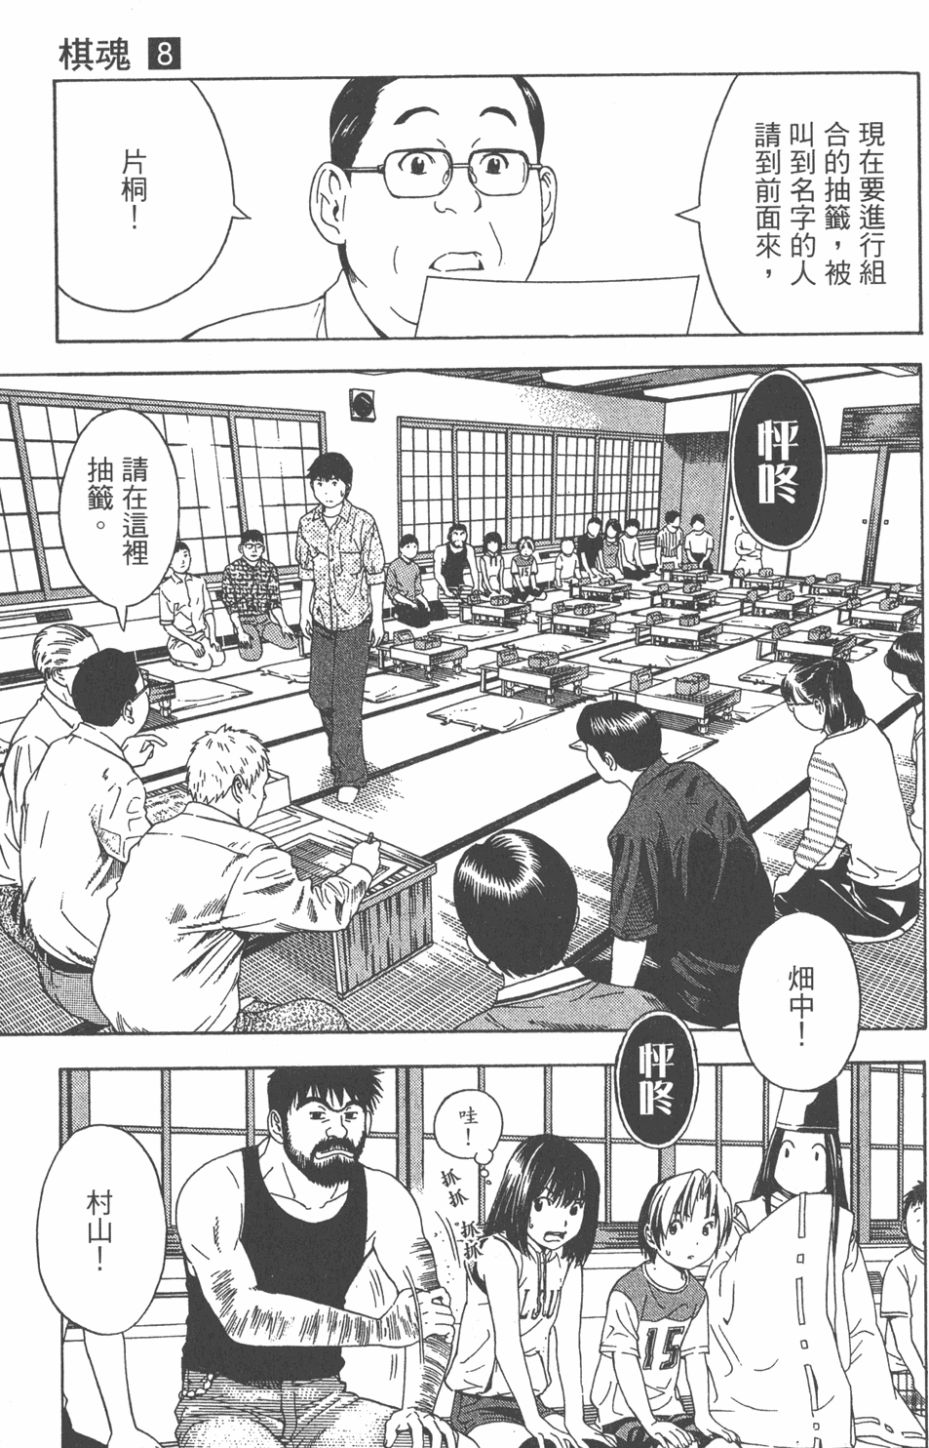 棋魂 8
現在要進行組
合的抽籤，被
叫到名字的人
請到前面來，
片桐！
怦咚
請在這裡
抽籤。
畑中！
怦咚
哇！
抓抓
抓抓
15
村山！